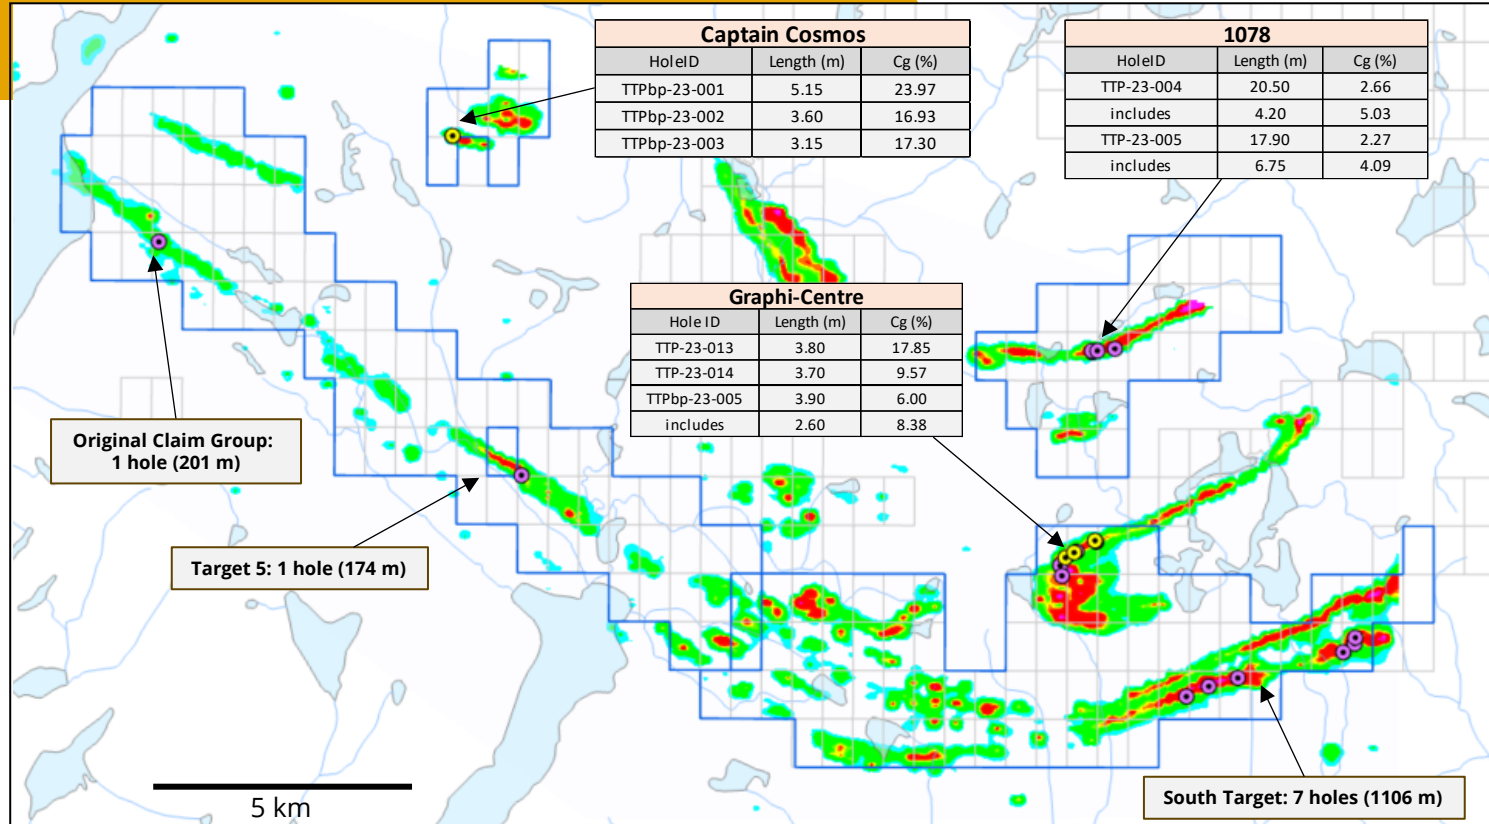 Captain Cosmos
HoleID Length (m) Cg (%)
TTPbp-23-001 5.15 23.97
TTPbp-23-002 3.60 16.93
TTPbp-23-003 3.15 17.30
1078
HoleID Length (m) Cg (%)
TTP-23-004 20.50 2.66
includes 4.20 5.03
TTP-23-005 17.90 2.27
includes 6.75 4.09
Graphi-Centre
Hole ID Length (m) Cg (%)
TTP-23-013 3.80 17.85
TTP-23-014 3.70 9.57
TTPbp-23-005 3.90 6.00
includes 2.60 8.38
Original Claim Group:
1 hole (201 m)
Target 5: 1 hole (174 m)
South Target: 7 holes (1106 m)
5 km